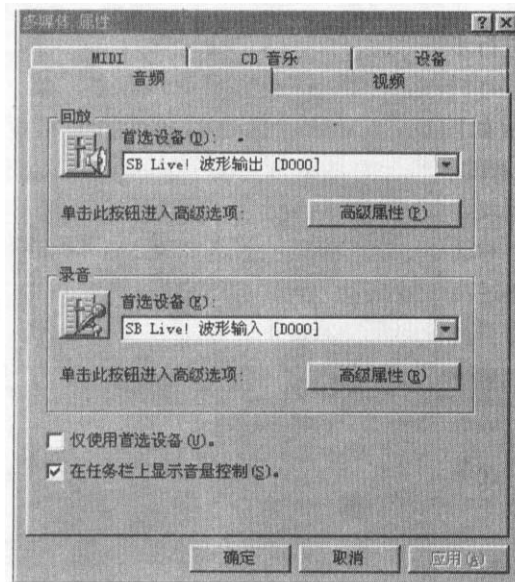 多媒体 属性
MIDI CD 音乐 设备
音频 视频
回放
首选设备(D):
SB Live! 波形输出 [D000]
单击此按钮进入高级选项: 高级属性(P)
录音
首选设备(E):
SB Live! 波形输入 [D000]
单击此按钮进入高级选项: 高级属性(R)
仅使用首选设备(U)。
在任务栏上显示音量控制(S)。
确定 取消 应用(A)